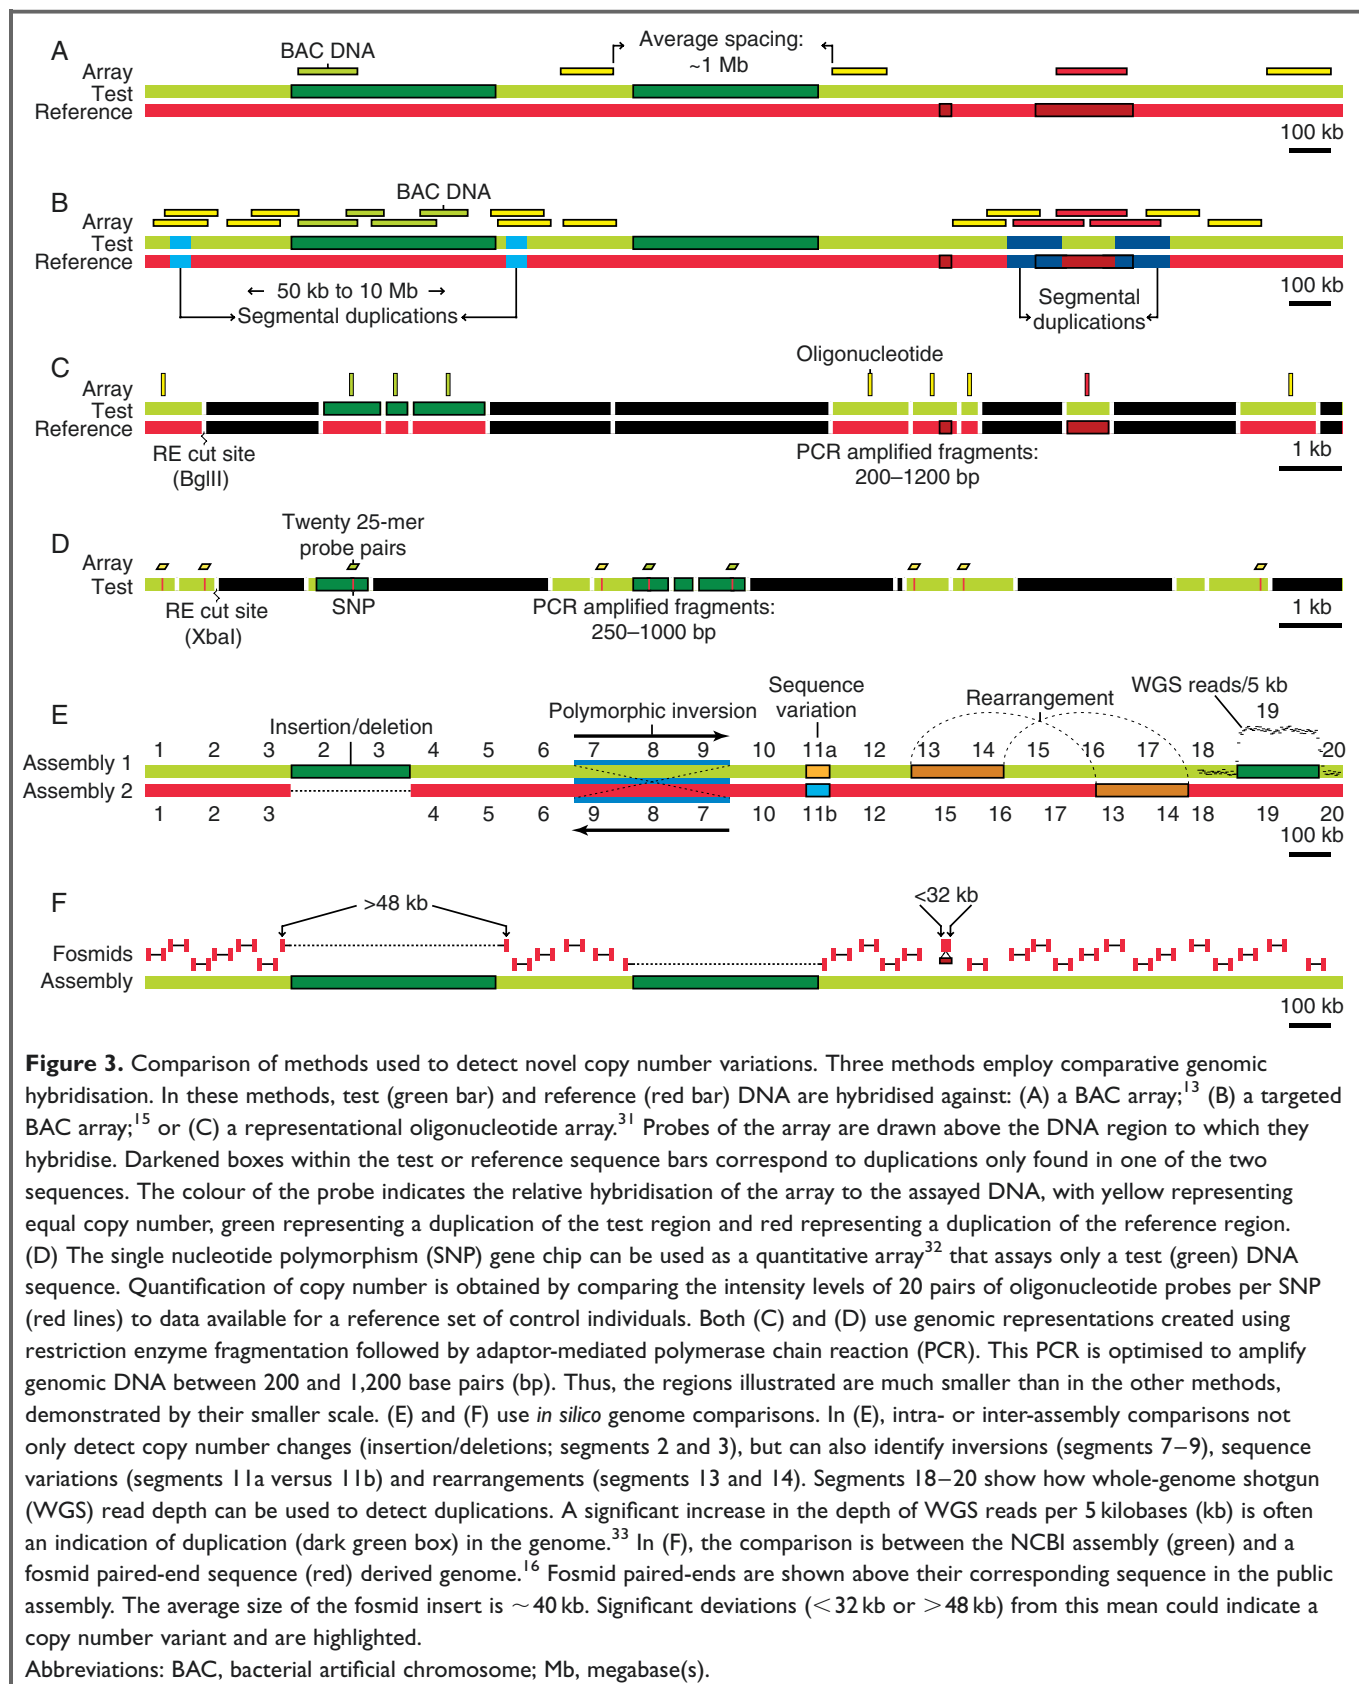 A
BAC DNA
Average spacing:
~1 Mb
Array
Test
Reference
100 kb
B
BAC DNA
Array
Test
Reference
← 50 kb to 10 Mb →
Segmental duplications
Segmental
duplications
100 kb
C
Oligonucleotide
Array
Test
Reference
RE cut site
(BglII)
PCR amplified fragments:
200–1200 bp
1 kb
D
Twenty 25-mer
probe pairs
Array
Test
RE cut site
(XbaI)
SNP
PCR amplified fragments:
250–1000 bp
1 kb
E
Insertion/deletion
Polymorphic inversion
Sequence
variation
Rearrangement
WGS reads/5 kb
1 2 2 3 4 5 6 7 8 9 10 11a 12 13 14 15 16 17 18 19 20
Assembly 1
Assembly 2
1 2 3 4 5 6 9 8 7 10 11b 12 15 16 13 14 18 19 20
100 kb
F
>48 kb
<32 kb
Fosmids
Assembly
100 kb
Figure 3. Comparison of methods used to detect novel copy number variations. Three methods employ comparative genomic
hybridisation. In these methods, test (green bar) and reference (red bar) DNA are hybridised against: (A) a BAC array;13 (B) a targeted
BAC array;15 or (C) a representational oligonucleotide array.31 Probes of the array are drawn above the DNA region to which they
hybridise. Darkened boxes within the test or reference sequence bars correspond to duplications only found in one of the two
sequences. The colour of the probe indicates the relative hybridisation of the array to the assayed DNA, with yellow representing
equal copy number, green representing a duplication of the test region and red representing a duplication of the reference region.
(D) The single nucleotide polymorphism (SNP) gene chip can be used as a quantitative array32 that assays only a test (green) DNA
sequence. Quantification of copy number is obtained by comparing the intensity levels of 20 pairs of oligonucleotide probes per SNP
(red lines) to data available for a reference set of control individuals. Both (C) and (D) use genomic representations created using
restriction enzyme fragmentation followed by adaptor-mediated polymerase chain reaction (PCR). This PCR is optimised to amplify
genomic DNA between 200 and 1,200 base pairs (bp). Thus, the regions illustrated are much smaller than in the other methods,
demonstrated by their smaller scale. (E) and (F) use in silico genome comparisons. In (E), intra- or inter-assembly comparisons not
only detect copy number changes (insertion/deletions; segments 2 and 3), but can also identify inversions (segments 7–9), sequence
variations (segments 11a versus 11b) and rearrangements (segments 13 and 14). Segments 18–20 show how whole-genome shotgun
(WGS) read depth can be used to detect duplications. A significant increase in the depth of WGS reads per 5 kilobases (kb) is often
an indication of duplication (dark green box) in the genome.33 In (F), the comparison is between the NCBI assembly (green) and a
fosmid paired-end sequence (red) derived genome.16 Fosmid paired-ends are shown above their corresponding sequence in the public
assembly. The average size of the fosmid insert is ~40 kb. Significant deviations (<32 kb or >48 kb) from this mean could indicate a
copy number variant and are highlighted.
Abbreviations: BAC, bacterial artificial chromosome; Mb, megabase(s).